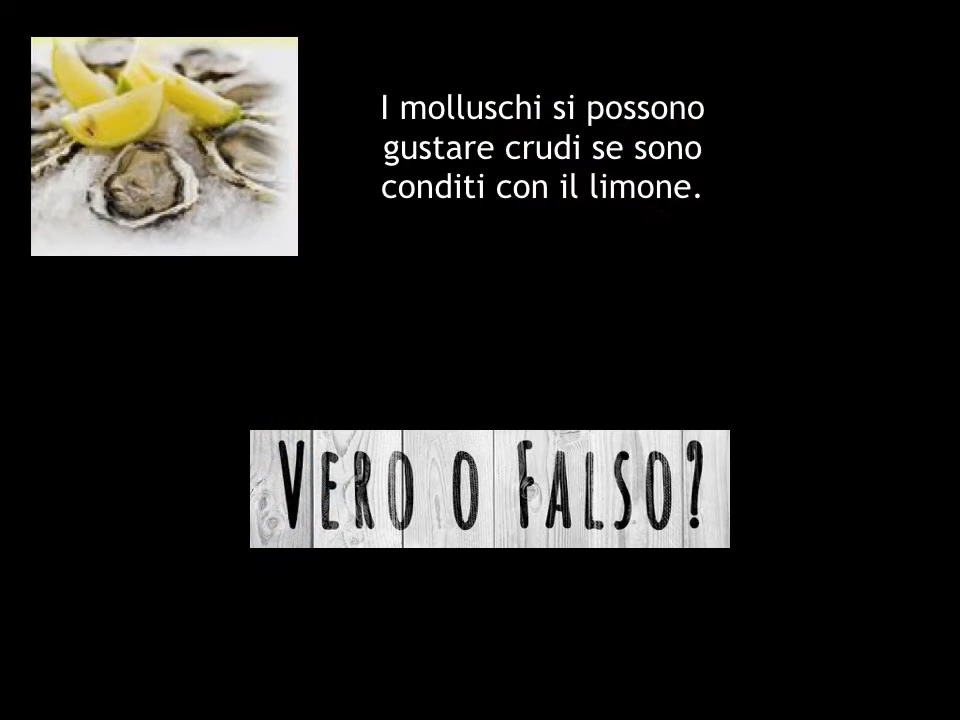 I molluschi si possono
gustare crudi se sono
conditi con il limone.
VERO O FALSO?